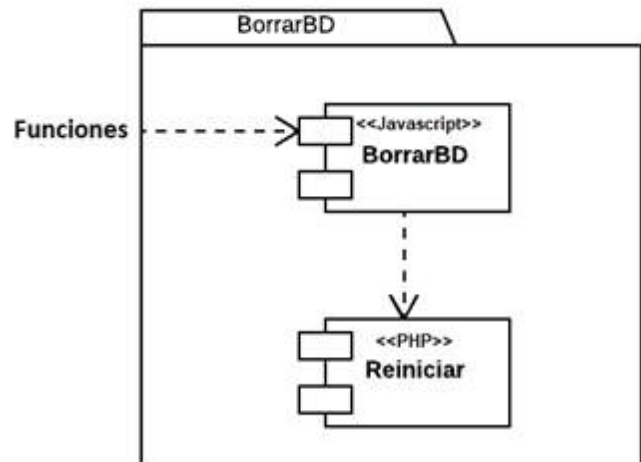 BorrarBD
Funciones
<<Javascript>>
BorrarBD
<<PHP>>
Reiniciar